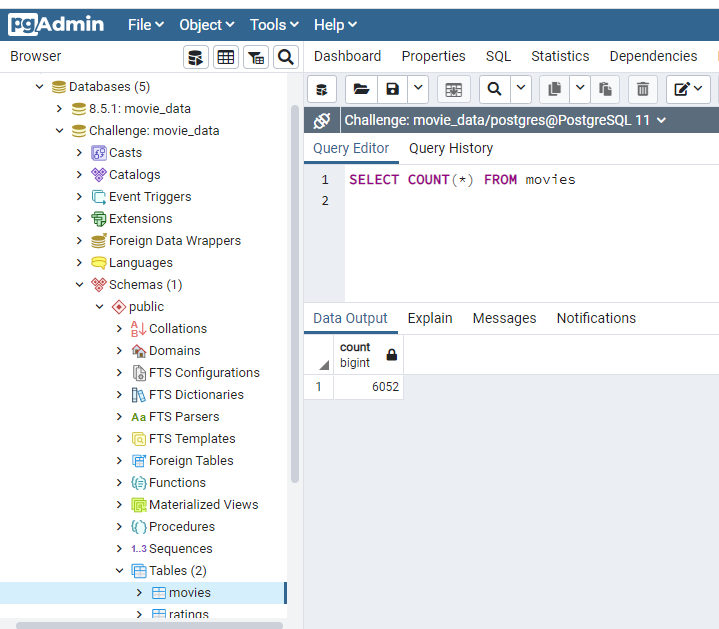 pgAdmin File Object Tools Help
Browser
Dashboard Properties SQL Statistics Dependencies
Databases (5)
8.5.1: movie_data
Challenge: movie_data
Casts
Catalogs
Event Triggers
Extensions
Foreign Data Wrappers
Languages
Schemas (1)
public
Collations
Domains
FTS Configurations
FTS Dictionaries
Aa FTS Parsers
FTS Templates
Foreign Tables
Functions
Materialized Views
Procedures
1..3 Sequences
Tables (2)
movies
ratings
Challenge: movie_data/postgres@PostgreSQL 11
Query Editor Query History
1 SELECT COUNT(*) FROM movies
2
Data Output Explain Messages Notifications
count
bigint
1 6052